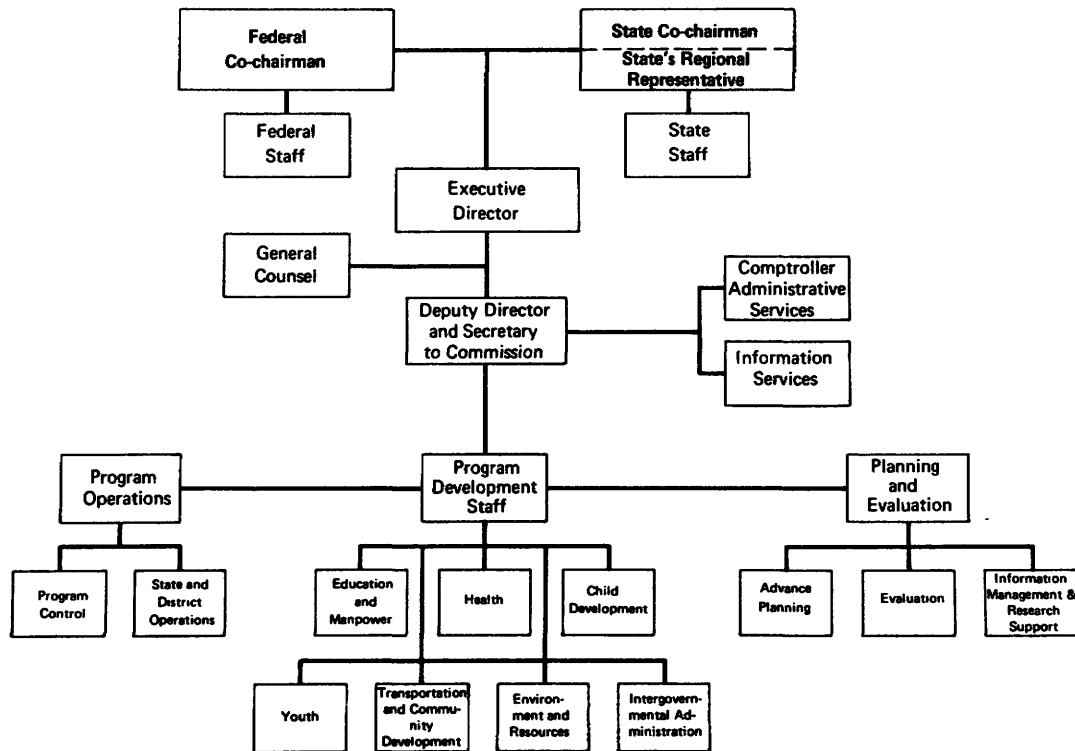 Federal
Co-chairman
State Co-chairman
State's Regional
Representative
Federal
Staff
State
Staff
Executive
Director
General
Counsel
Comptroller
Administrative
Services
Deputy Director
and Secretary
to Commission
Information
Services
Program
Operations
Program
Development
Staff
Planning
and
Evaluation
Program
Control
State and
District
Operations
Education
and
Manpower
Health
Child
Development
Advance
Planning
Evaluation
Information
Management &
Research
Support
Youth
Transportation
and Commu-
nity
Development
Environ-
ment and
Resources
Intergovern-
mental Ad-
ministration